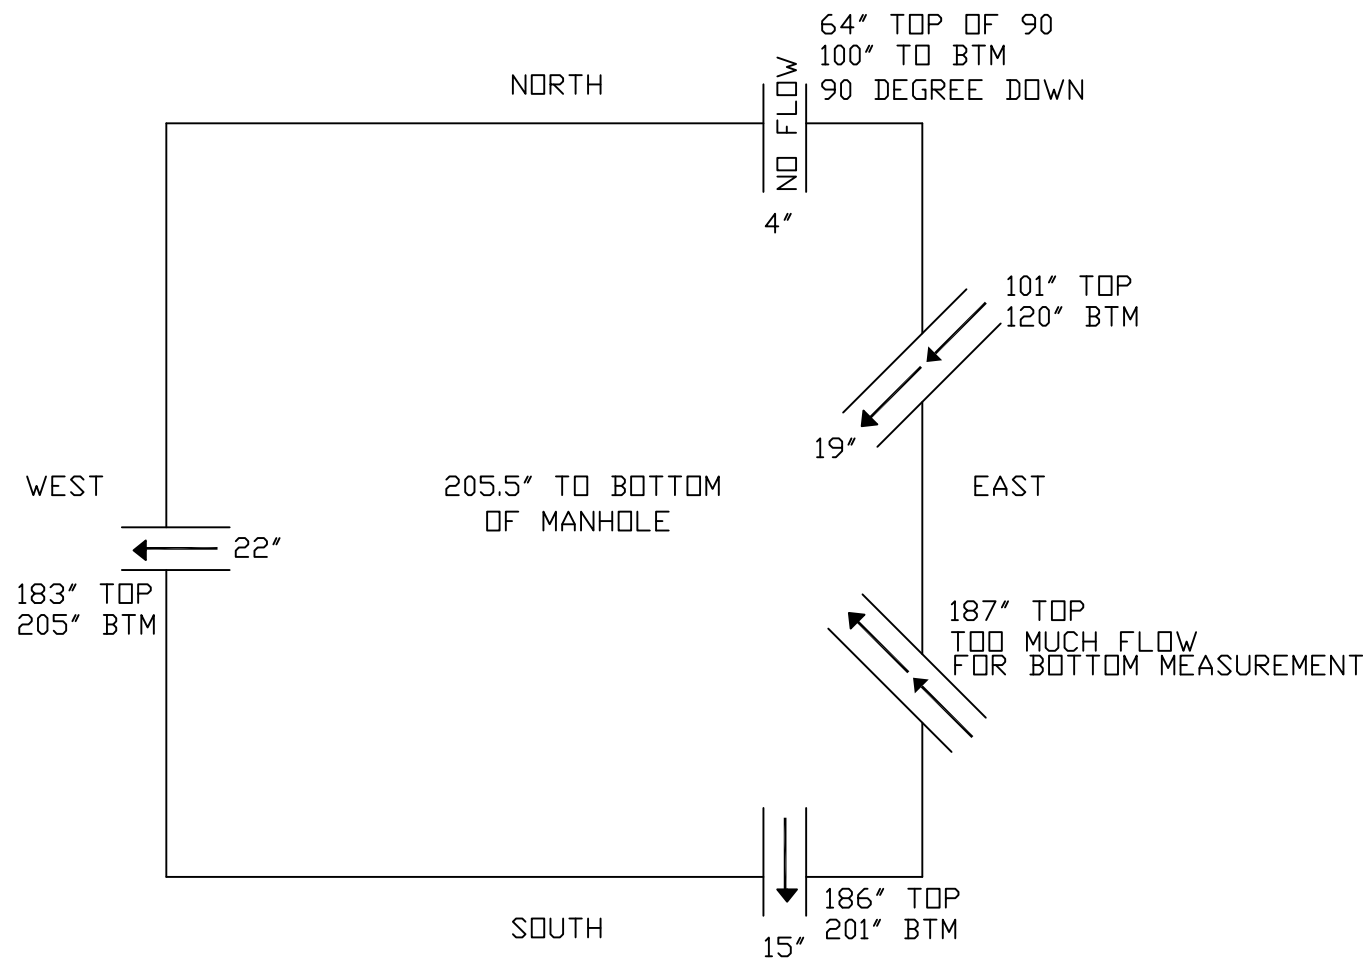 64" TOP OF 90
100" TO BTM
90 DEGREE DOWN
NORTH
NO FLOW
4"
101" TOP
120" BTM
19"
WEST
205.5" TO BOTTOM
OF MANHOLE
EAST
22"
183" TOP
205" BTM
187" TOP
TOO MUCH FLOW
FOR BOTTOM MEASUREMENT
186" TOP
201" BTM
SOUTH
15"